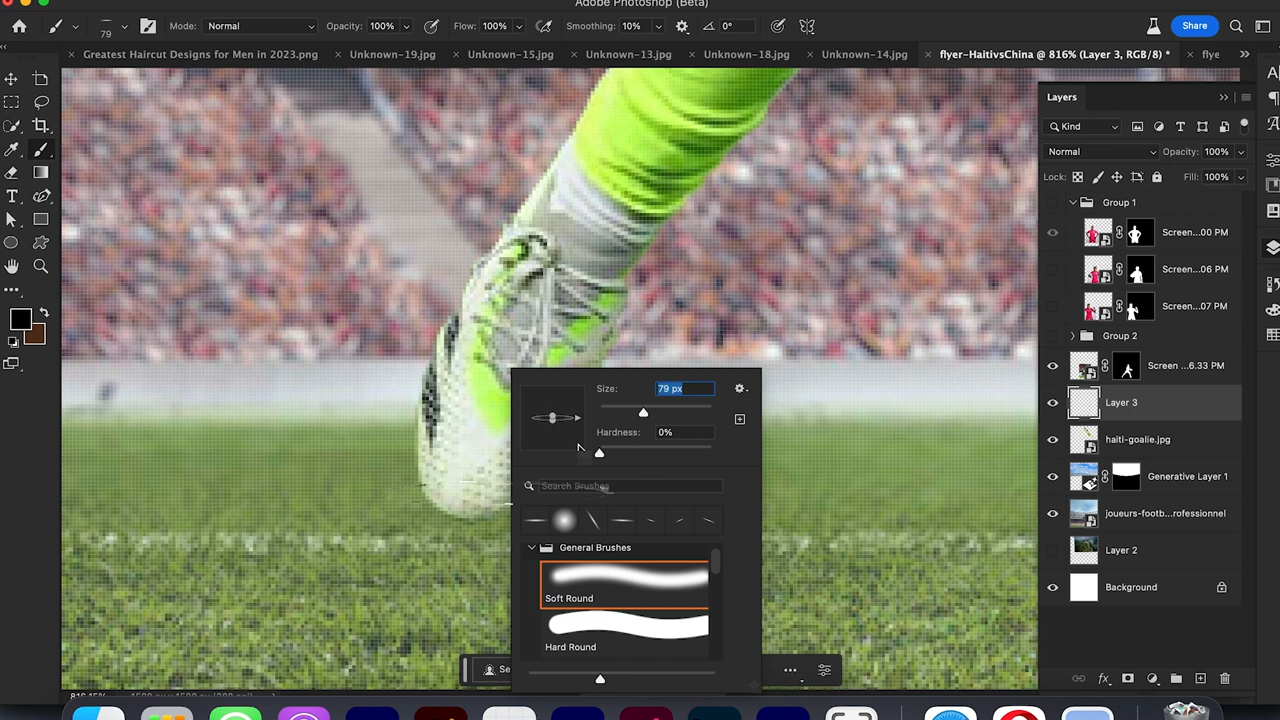 Adobe Photoshop (Beta)
79
Mode: Normal
Opacity: 100%
Flow: 100%
Smoothing: 10%
0°
Share
Greatest Haircut Designs for Men in 2023.png
Unknown-19.jpg
Unknown-15.jpg
Unknown-13.jpg
Unknown-18.jpg
Unknown-14.jpg
flyer-HaitivsChina @ 816% (Layer 3, RGB/8) *
flye
Layers
Kind
Normal
Opacity: 100%
Lock:
Fill: 100%
Group 1
Screen...00 PM
Screen...06 PM
Screen...07 PM
Group 2
Screen ...6.33 PM
Layer 3
haiti-goalie.jpg
Generative Layer 1
joueurs-footb...rofessionnel
Layer 2
Background
Size: 79 px
Hardness: 0%
Search Brushes
General Brushes
Soft Round
Hard Round
Se